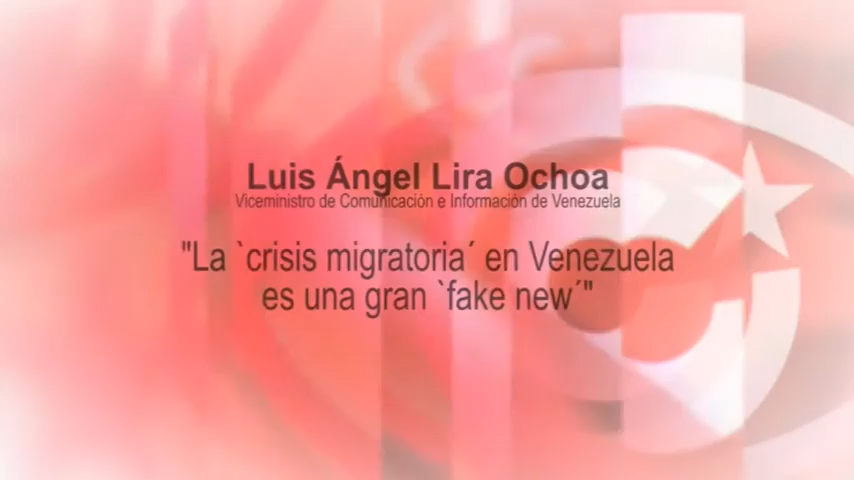 Luis Ángel Lira Ochoa
Viceministro de Comunicación e Información de Venezuela
"La `crisis migratoria´ en Venezuela
es una gran `fake new´"